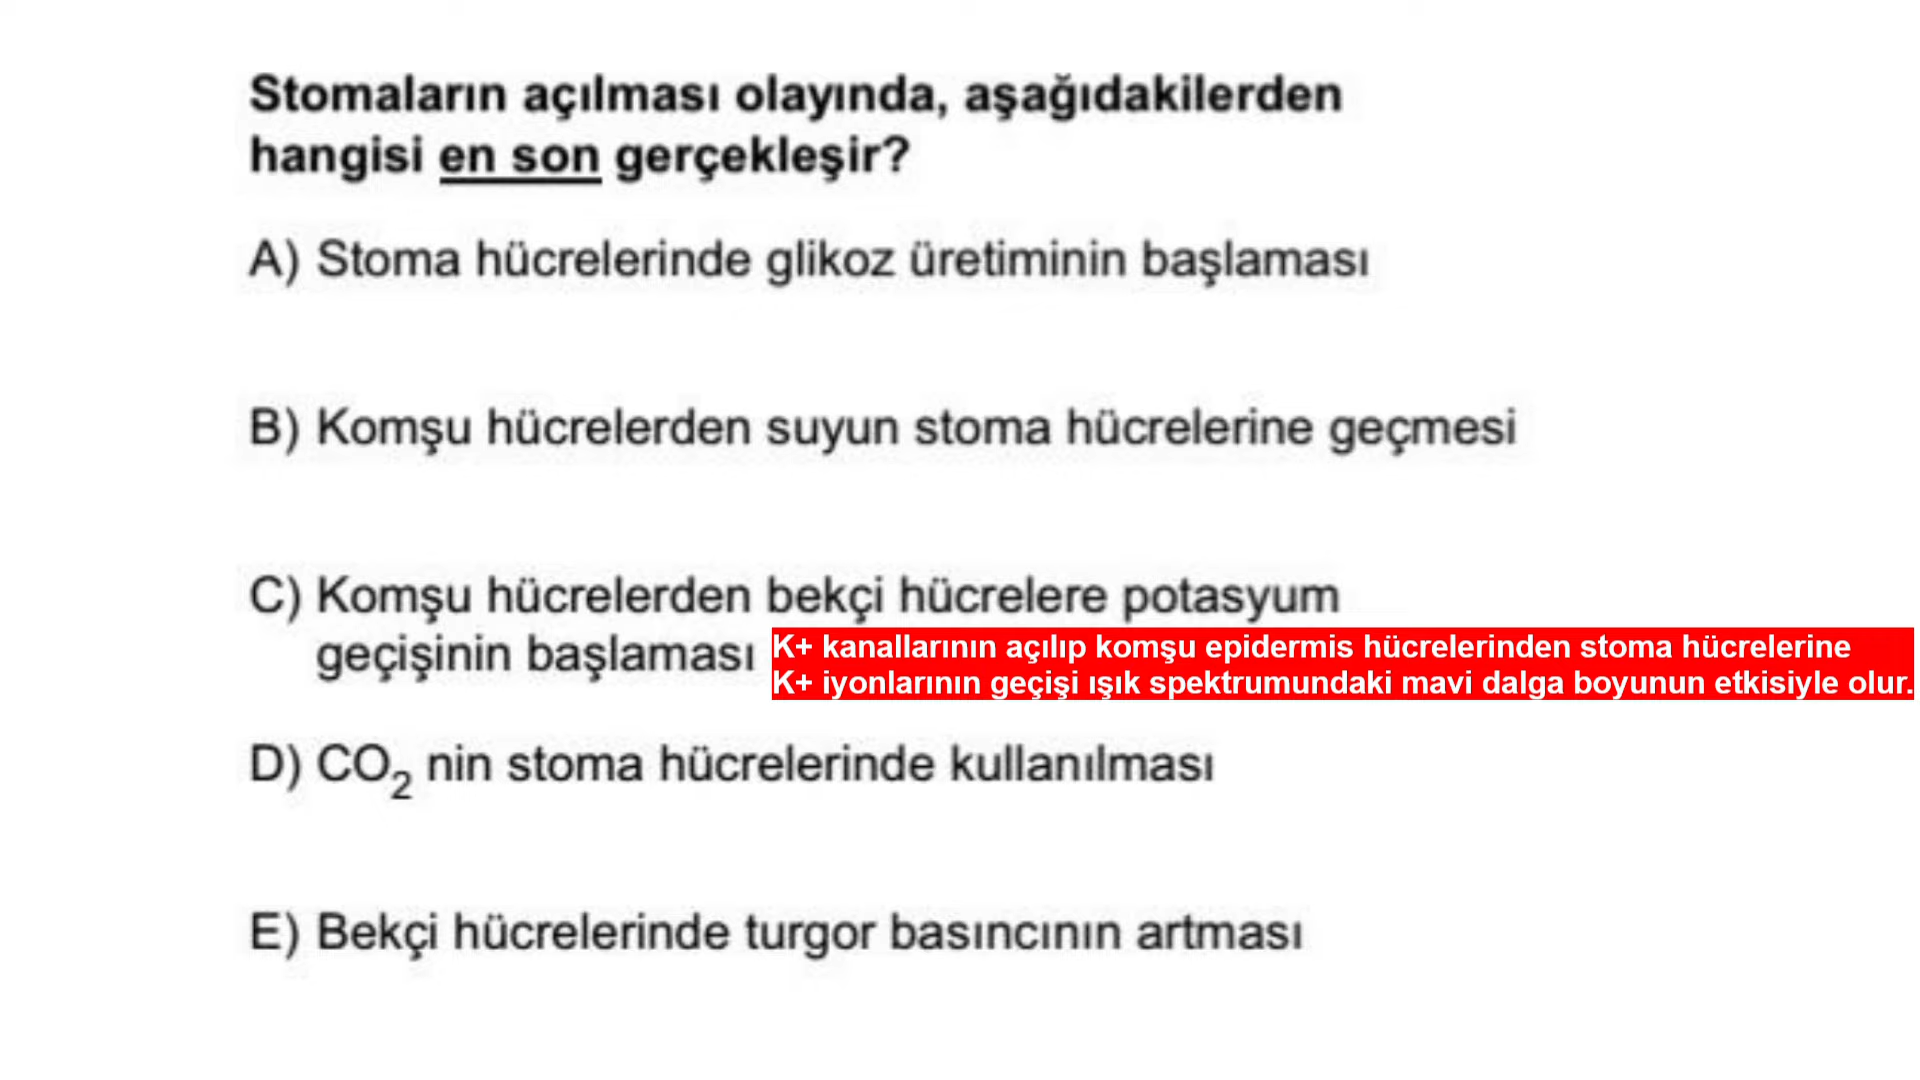 Stomaların açılması olayında, aşağıdakilerden
hangisi en son gerçekleşir?
A) Stoma hücrelerinde glikoz üretiminin başlaması
B) Komşu hücrelerden suyun stoma hücrelerine geçmesi
C) Komşu hücrelerden bekçi hücrelere potasyum
geçişinin başlaması
K+ kanallarının açılıp komşu epidermis hücrelerinden stoma hücrelerine
K+ iyonlarının geçişi ışık spektrumundaki mavi dalga boyunun etkisiyle olur.
D) CO₂ nin stoma hücrelerinde kullanılması
E) Bekçi hücrelerinde turgor basıncının artması